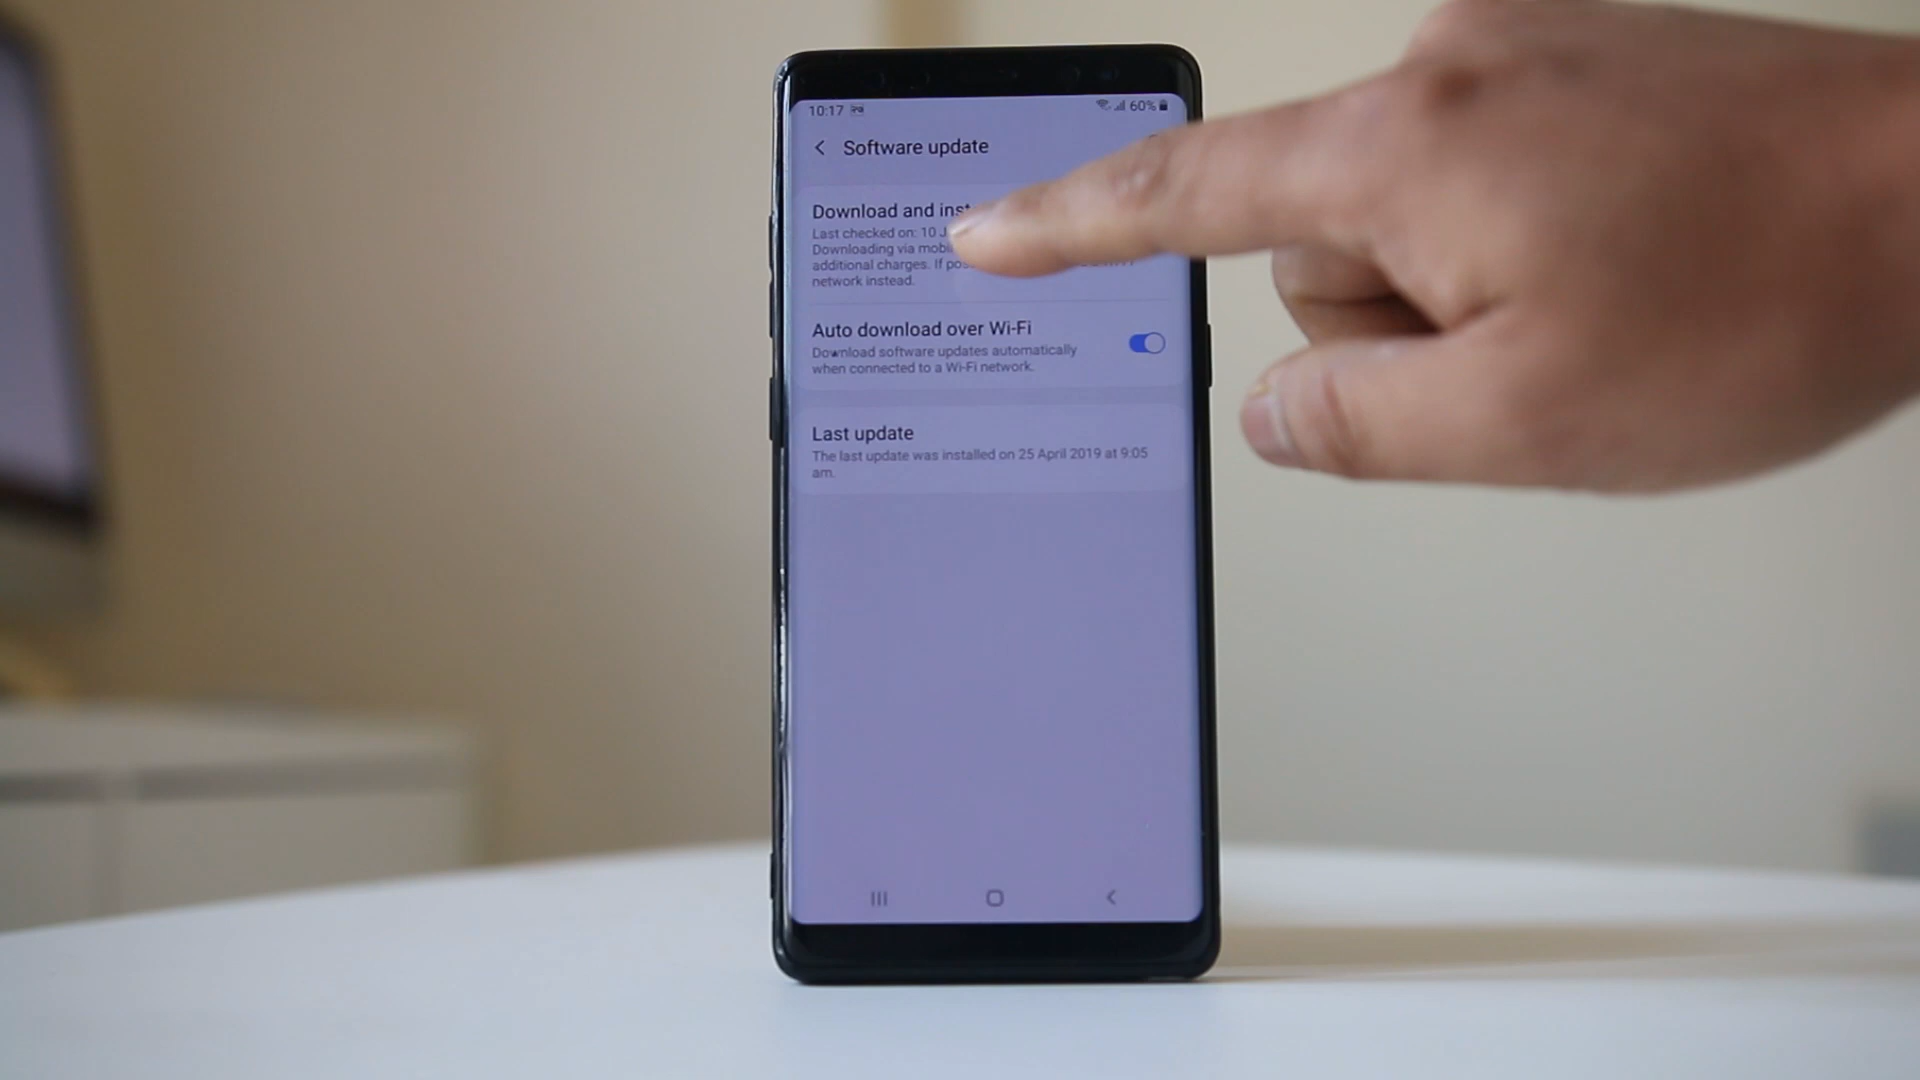 10:17 60%
Software update
Download and inst
Last checked on: 10 J
Downloading via mobi
additional charges. If pos
network instead.
Auto download over Wi-Fi
Download software updates automatically
when connected to a Wi-Fi network.
Last update
The last update was installed on 25 April 2019 at 9:05
am.